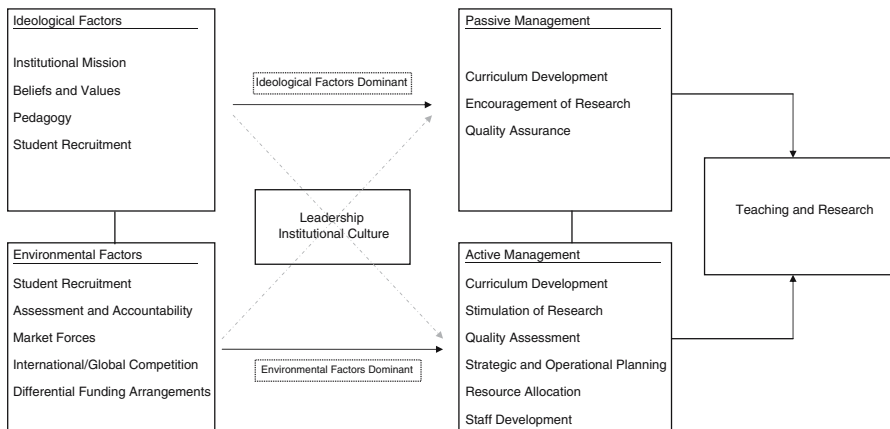 Ideological Factors
Institutional Mission
Beliefs and Values
Pedagogy
Student Recruitment
Ideological Factors Dominant
Passive Management
Curriculum Development
Encouragement of Research
Quality Assurance
Leadership
Institutional Culture
Teaching and Research
Environmental Factors
Student Recruitment
Assessment and Accountability
Market Forces
International/Global Competition
Differential Funding Arrangements
Environmental Factors Dominant
Active Management
Curriculum Development
Stimulation of Research
Quality Assessment
Strategic and Operational Planning
Resource Allocation
Staff Development